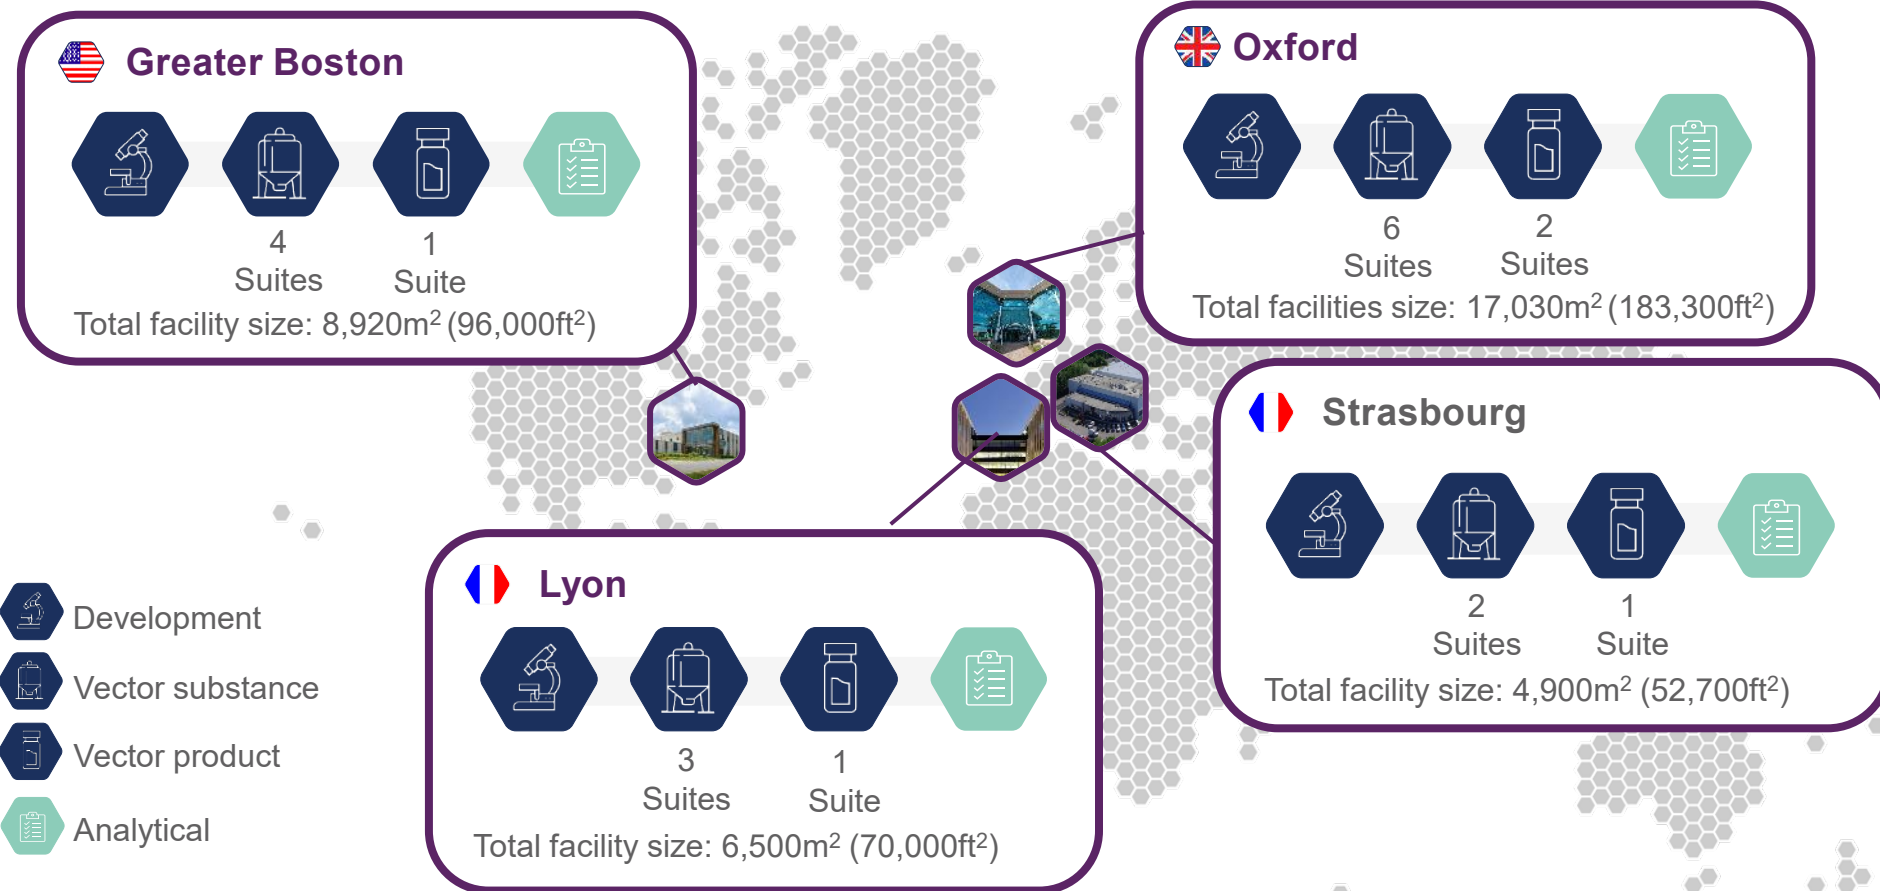 Greater Boston
4
Suites
1
Suite
Total facility size: 8,920m² (96,000ft²)
Oxford
6
Suites
2
Suites
Total facilities size: 17,030m² (183,300ft²)
Strasbourg
2
Suites
1
Suite
Total facility size: 4,900m² (52,700ft²)
Lyon
3
Suites
1
Suite
Total facility size: 6,500m² (70,000ft²)
Development
Vector substance
Vector product
Analytical